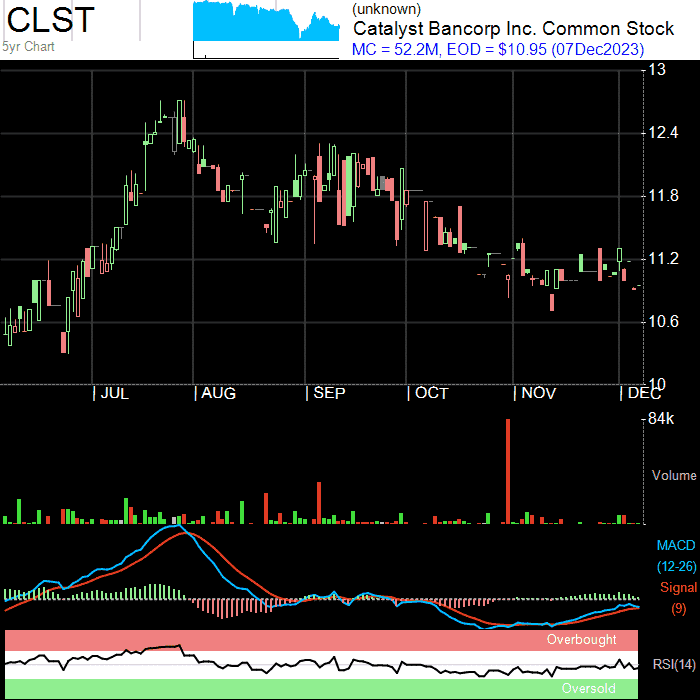 CLST
5yr Chart
(unknown)
Catalyst Bancorp Inc. Common Stock
MC = 52.2M, EOD = $10.95 (07Dec2023)
13
12.4
11.8
11.2
10.6
10
| JUL | AUG | SEP | OCT | NOV | DEC
84k
Volume
MACD
(12-26)
Signal
(9)
Overbought
RSI(14)
Oversold